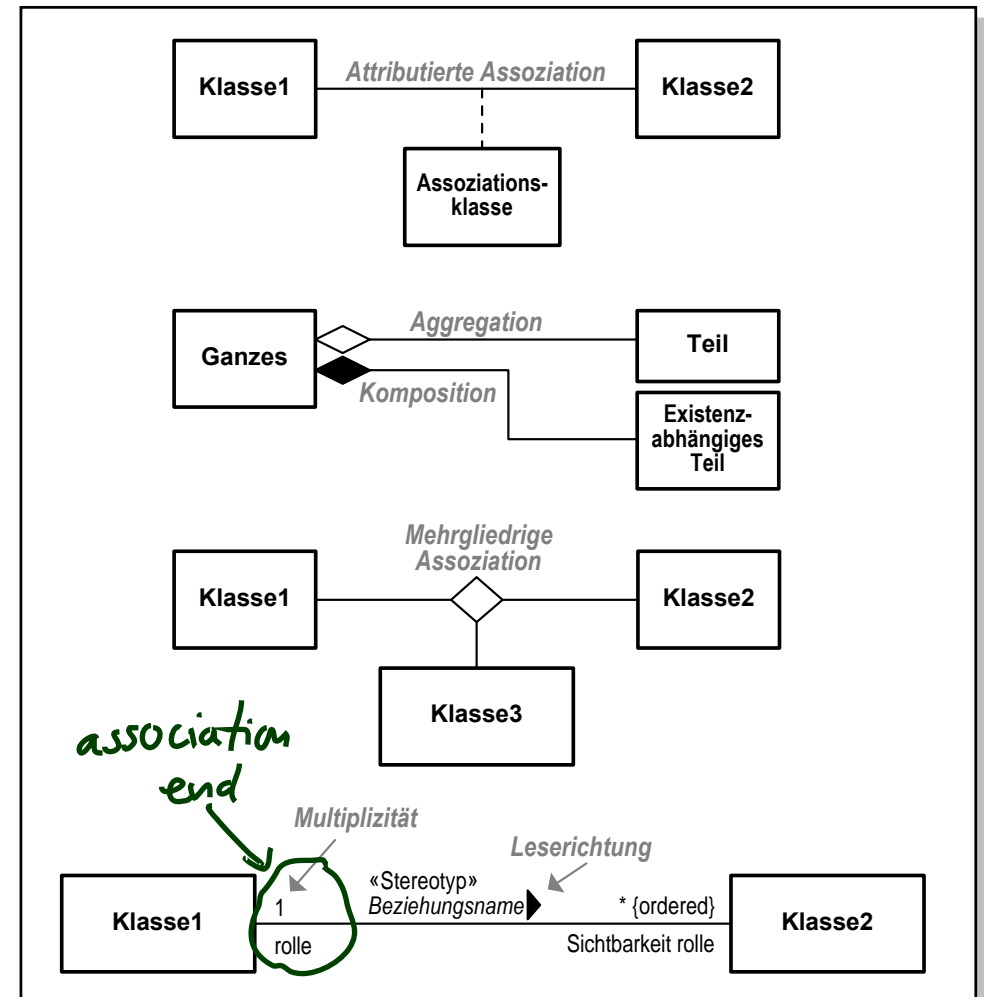 Klasse1
Attributierte Assoziation
Klasse2
Assoziations-
klasse
Ganzes
Aggregation
Teil
Komposition
Existenz-
abhängiges
Teil
Mehrgliedrige
Assoziation
Klasse1
Klasse2
Klasse3
association
end
Multiplizität
Leserichtung
Klasse1
1
«Stereotyp»
Beziehungsname
* {ordered}
Klasse2
rolle
Sichtbarkeit rolle